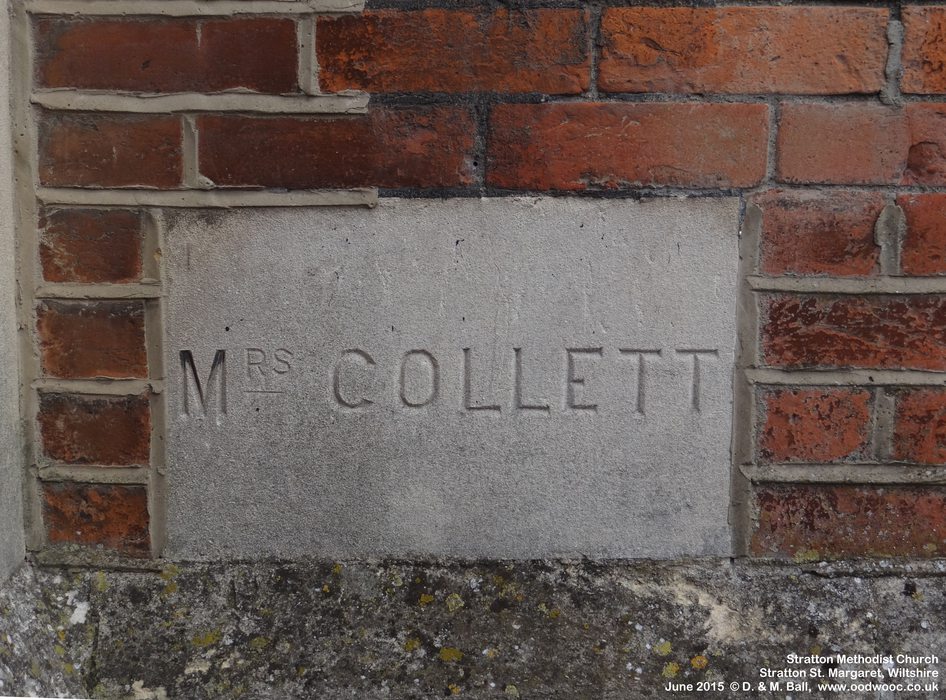 MRS COLLETT
Stratton Methodist Church
Stratton St. Margaret, Wiltshire
June 2015 © D. & M. Ball, www.oodwooc.co.uk